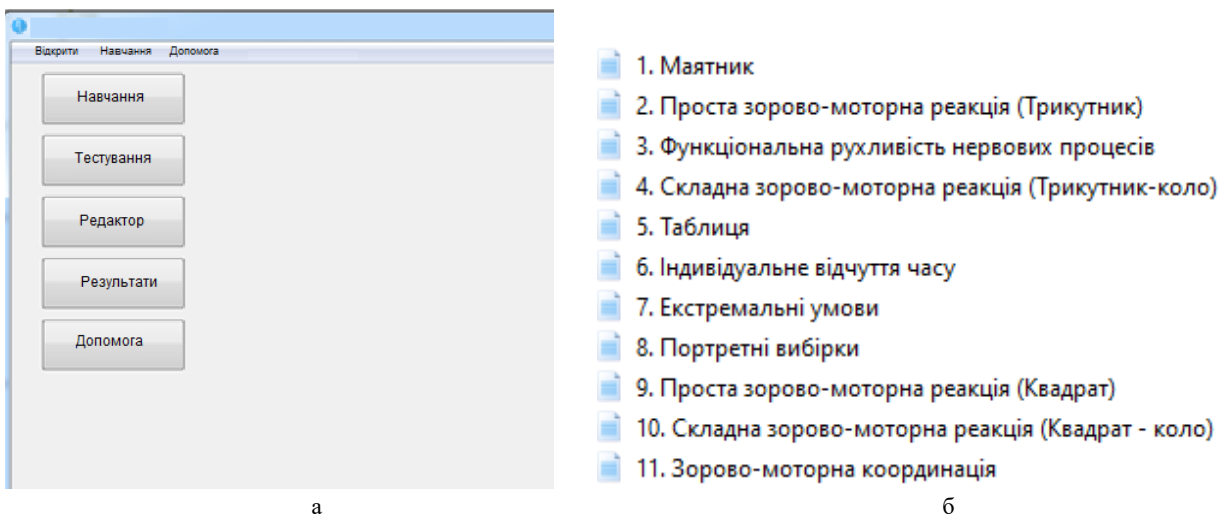 Відкрити Навчання Допомога
Навчання
Тестування
Редактор
Результати
Допомога
а
1. Маятник
2. Проста зорово-моторна реакція (Трикутник)
3. Функціональна рухливість нервових процесів
4. Складна зорово-моторна реакція (Трикутник-коло)
5. Таблиця
6. Індивідуальне відчуття часу
7. Екстремальні умови
8. Портретні вибірки
9. Проста зорово-моторна реакція (Квадрат)
10. Складна зорово-моторна реакція (Квадрат - коло)
11. Зорово-моторна координація
б